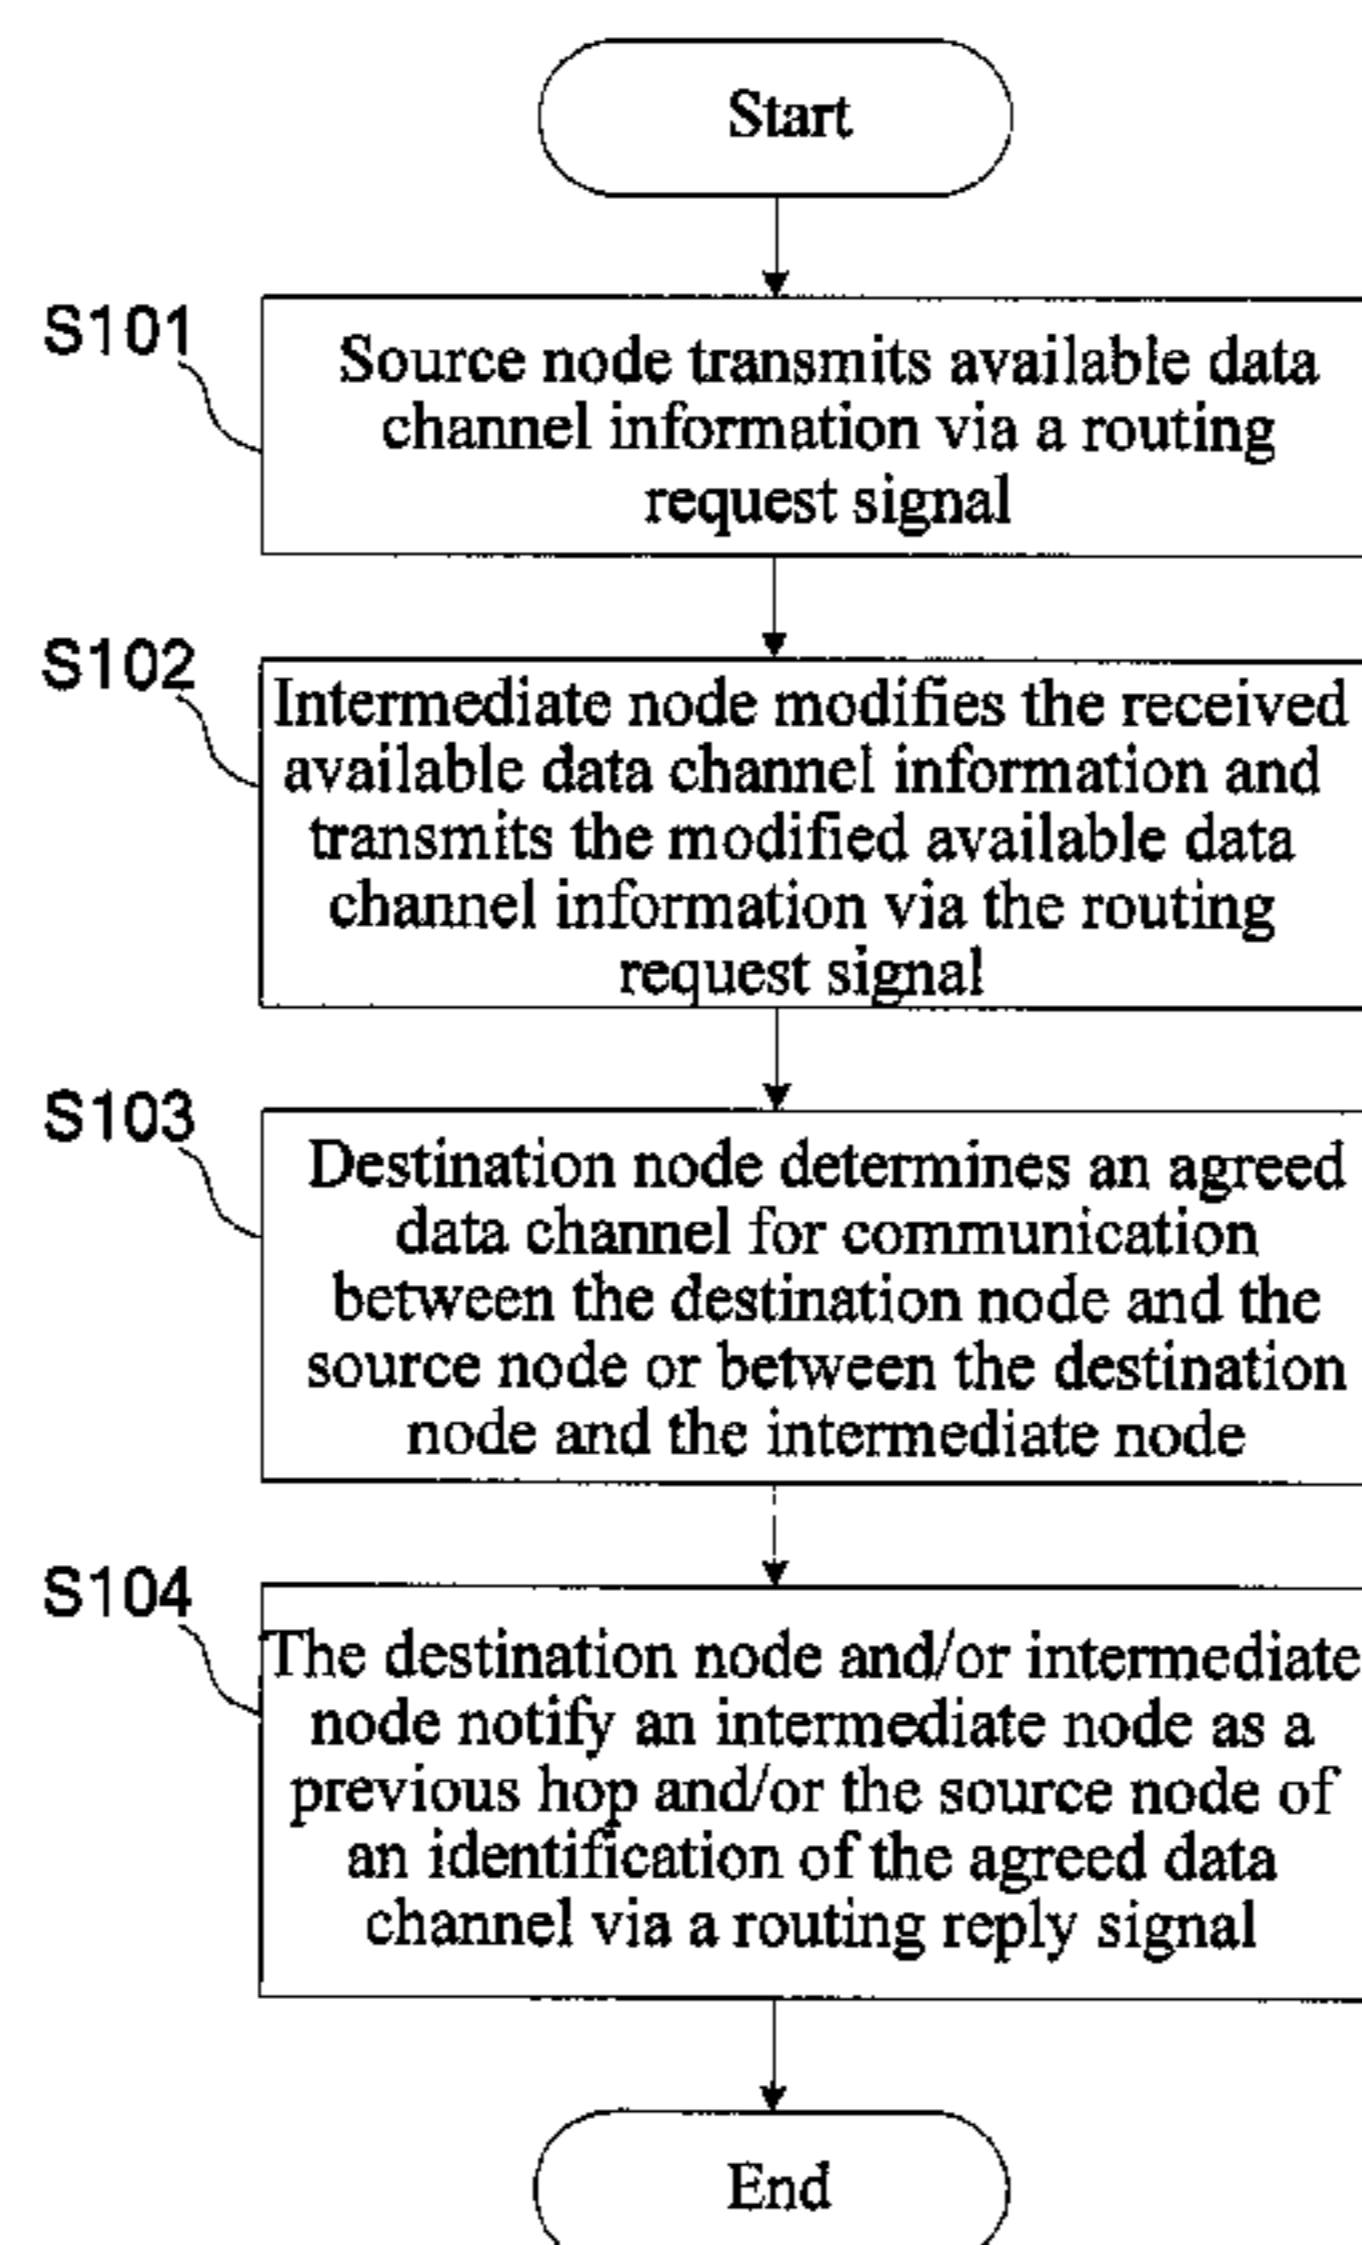 Start
S101
Source node transmits available data
channel information via a routing
request signal
S102
Intermediate node modifies the received
available data channel information and
transmits the modified available data
channel information via the routing
request signal
S103
Destination node determines an agreed
data channel for communication
between the destination node and the
source node or between the destination
node and the intermediate node
S104
The destination node and/or intermediate
node notify an intermediate node as a
previous hop and/or the source node of
an identification of the agreed data
channel via a routing reply signal
End